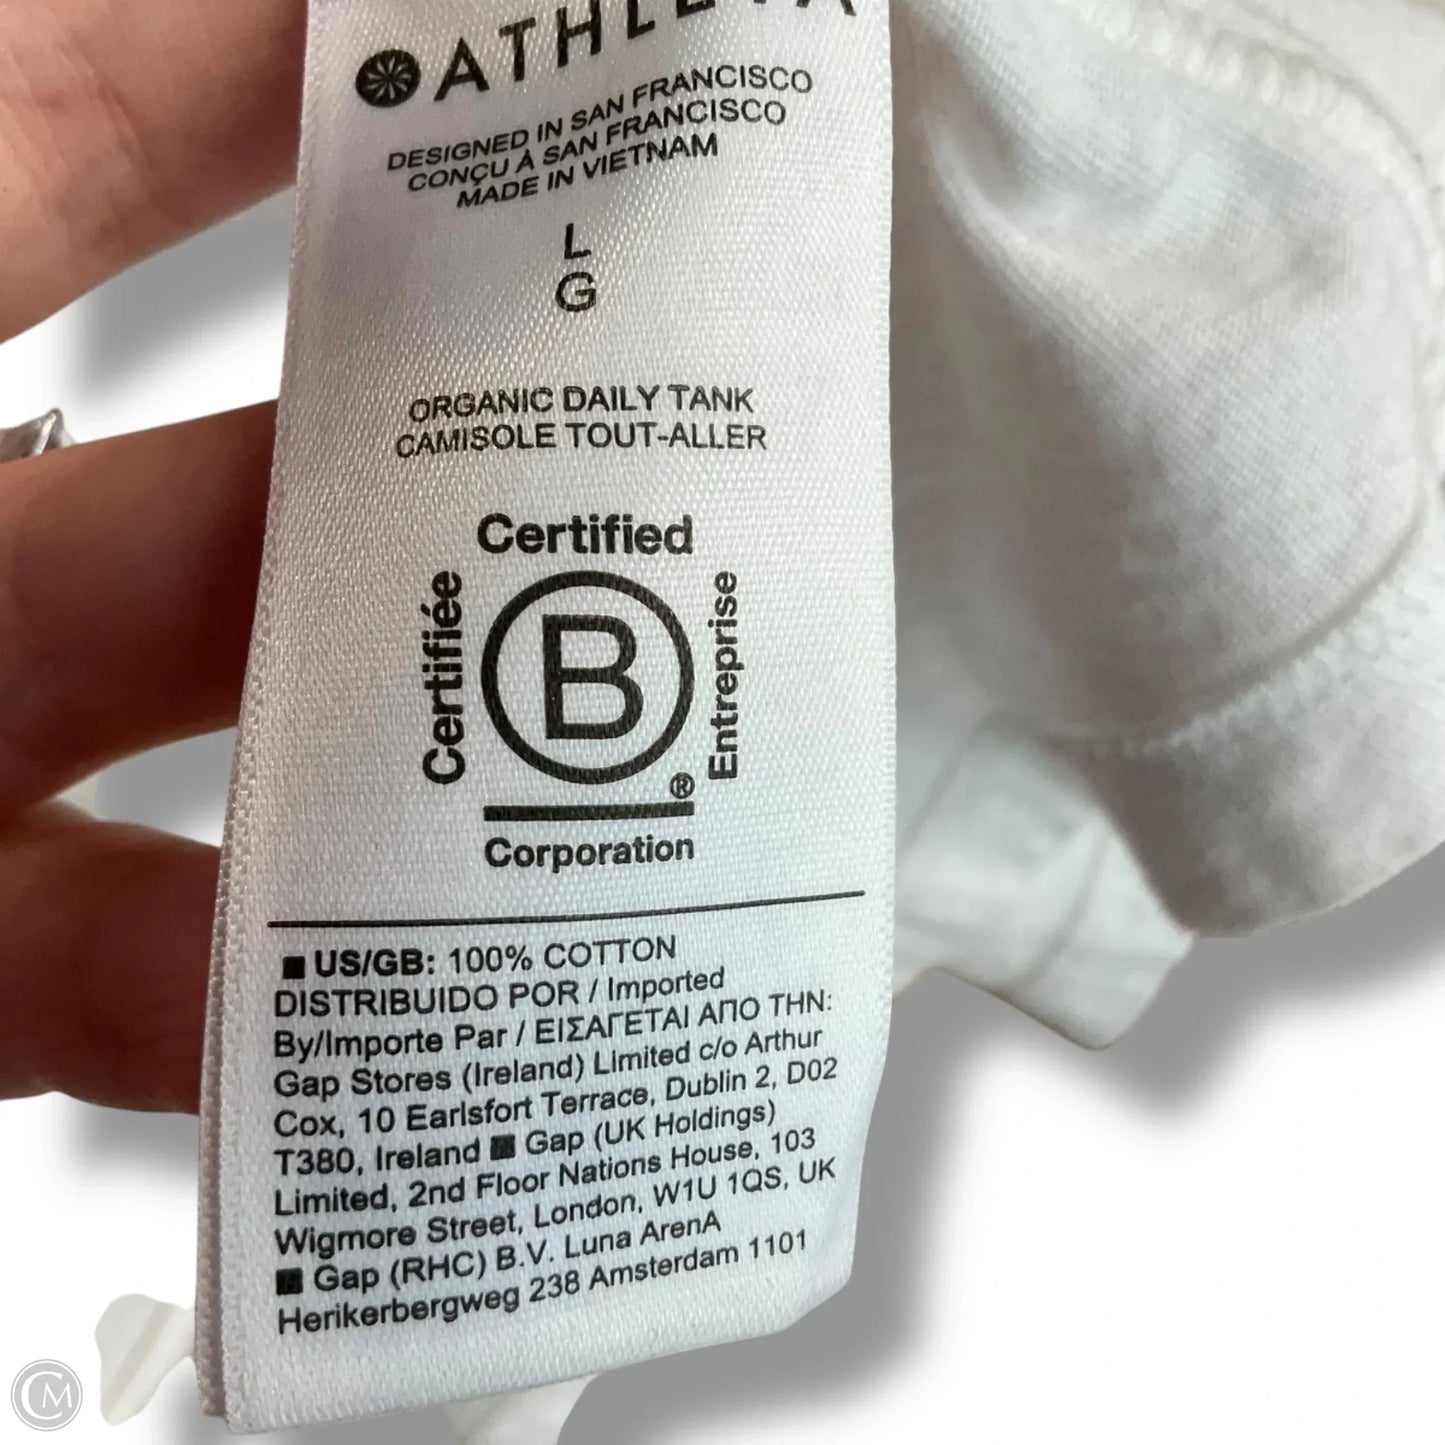 ATHLETA
DESIGNED IN SAN FRANCISCO
CONÇU À SAN FRANCISCO
MADE IN VIETNAM
L
G
ORGANIC DAILY TANK
CAMISOLE TOUT-ALLER
Certified
Certifiée
B
Entreprise
®
Corporation
■ US/GB: 100% COTTON
DISTRIBUIDO POR / Imported
By/Importe Par / ΕΙΣΑΓΕΤΑΙ ΑΠΟ ΤΗΝ:
Gap Stores (Ireland) Limited c/o Arthur
Cox, 10 Earlsfort Terrace, Dublin 2, D02
T380, Ireland ■ Gap (UK Holdings)
Limited, 2nd Floor Nations House, 103
Wigmore Street, London, W1U 1QS, UK
■ Gap (RHC) B.V. Luna ArenA
Herikerbergweg 238 Amsterdam 1101
CM